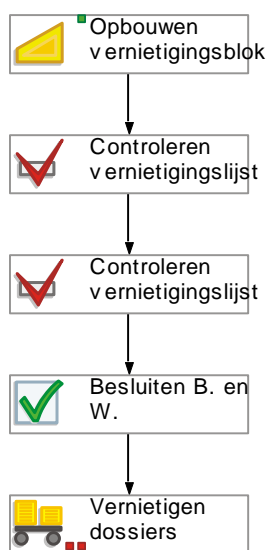 Opbouwen
vernietigingsblok
Controleren
vernietigingslijst
Controleren
vernietigingslijst
Besluiten B. en
W.
Vernietigen
dossiers